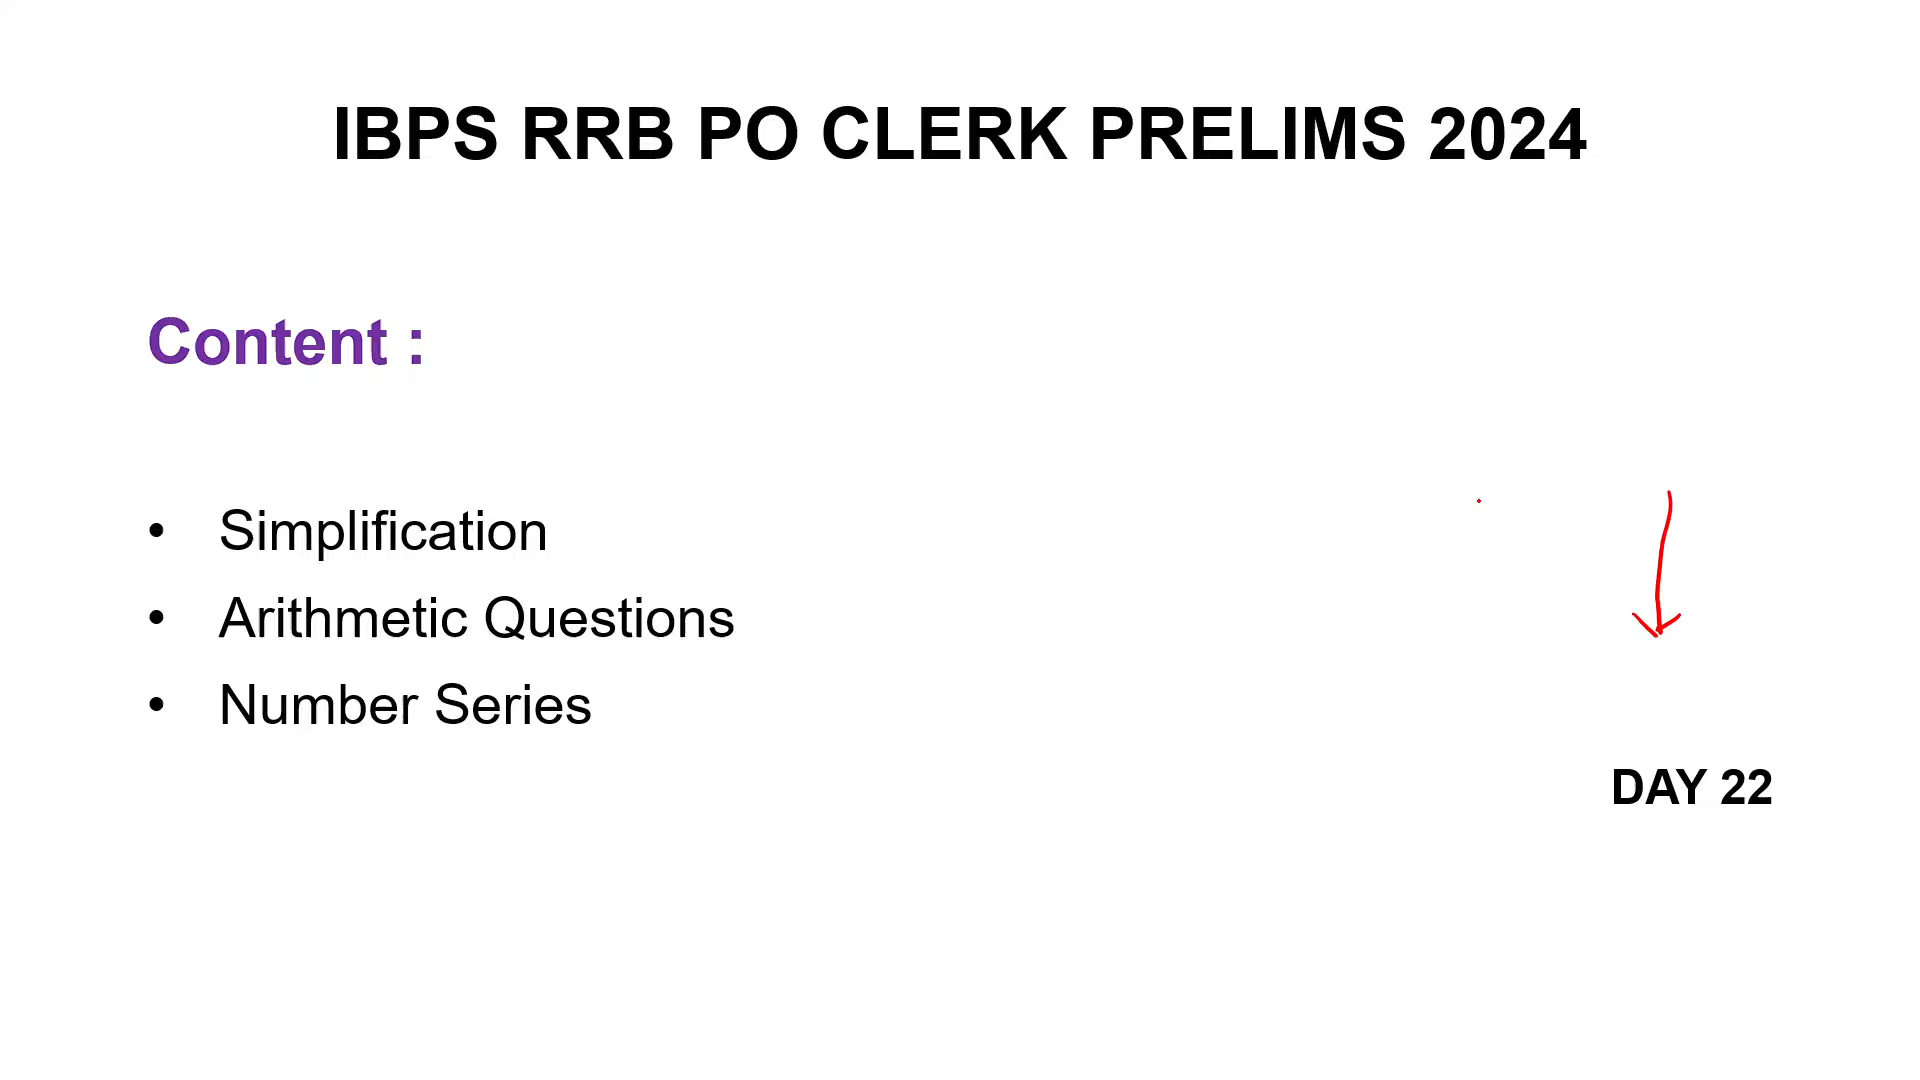 IBPS RRB PO CLERK PRELIMS 2024
Content :
• Simplification
• Arithmetic Questions
• Number Series
DAY 22